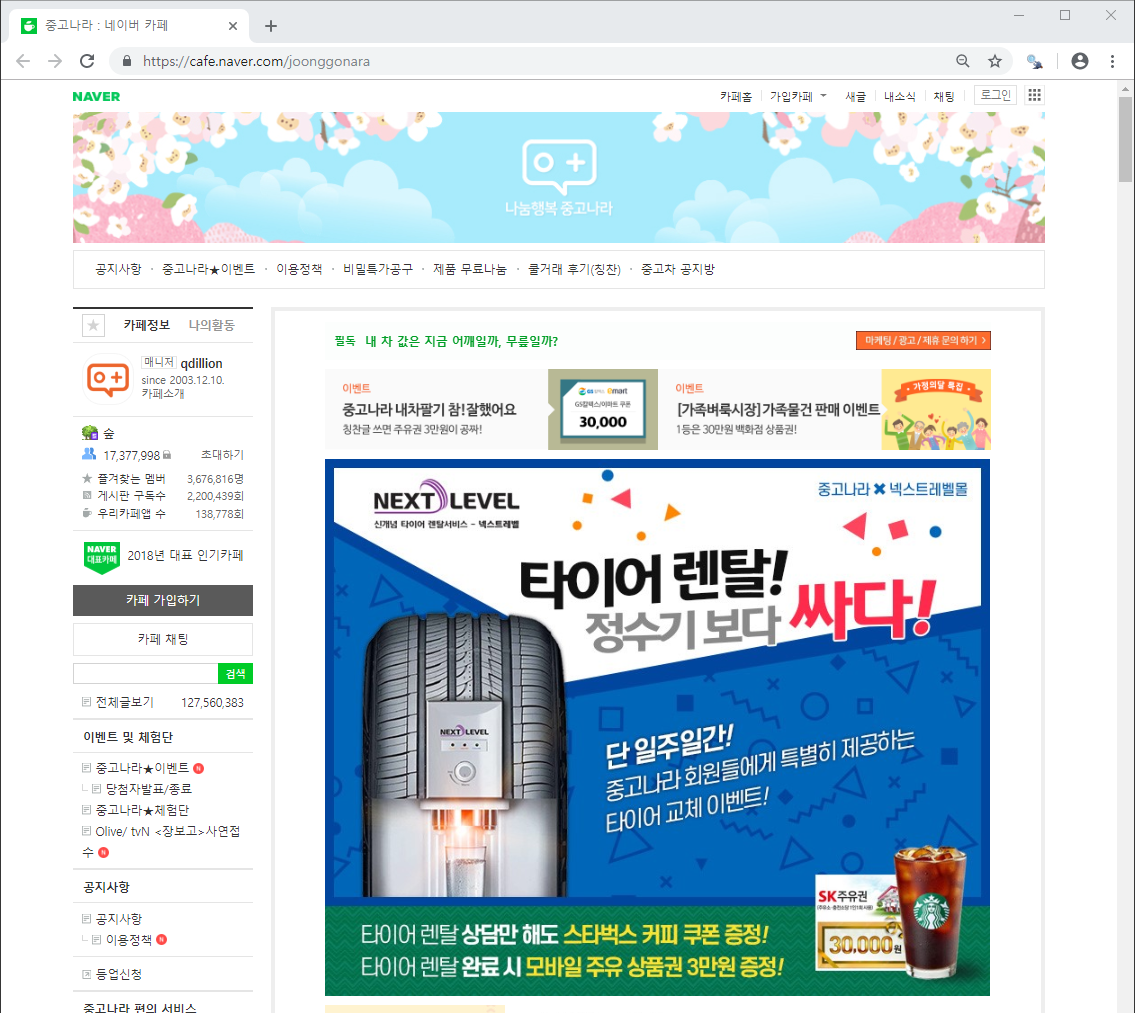 중고나라 : 네이버 카페
https://cafe.naver.com/joonggonara
NAVER
카페홈 가입카페 새글 내소식 채팅 로그인
나눔행복 중고나라
공지사항 · 중고나라★이벤트 · 이용정책 · 비밀특가공구 · 제품 무료나눔 · 쿨거래 후기(칭찬) · 중고차 공지방
카페정보 나의활동
매니저 qdillion
since 2003.12.10.
카페소개
숲
17,377,998 초대하기
즐겨찾는 멤버 3,676,816명
게시판 구독수 2,200,439회
우리카페앱 수 138,778회
NAVER
대표카페
2018년 대표 인기카페
카페 가입하기
카페 채팅
검색
전체글보기 127,560,383
이벤트 및 체험단
중고나라★이벤트 N
당첨자발표/종료
중고나라★체험단
Olive/ tvN <장보고>사연접
수 N
공지사항
공지사항
이용정책 N
등업신청
중고나라 편의 서비스
필독 내 차 값은 지금 어깨일까, 무릎일까?
마케팅 / 광고 / 제휴 문의 하기 >
이벤트
중고나라 내차팔기 참! 잘했어요
칭찬글 쓰면 주유권 3만원이 공짜!
GS칼텍스 emart
GS칼텍스/이마트 쿠폰
30,000
이벤트
[가족벼룩시장] 가족물건 판매 이벤트
1등은 30만원 백화점 상품권!
가정의달 특집
NEXT LEVEL
신개념 타이어 렌탈서비스 - 넥스트레벨
중고나라 ✖ 넥스트레벨몰
타이어 렌탈!
정수기 보다 싸다!
NEXT LEVEL
단 일주일간!
중고나라 회원들에게 특별히 제공하는
타이어 교체 이벤트!
SK주유권
30,000원
타이어 렌탈 상담만 해도 스타벅스 커피 쿠폰 증정!
타이어 렌탈 완료 시 모바일 주유 상품권 3만원 증정!